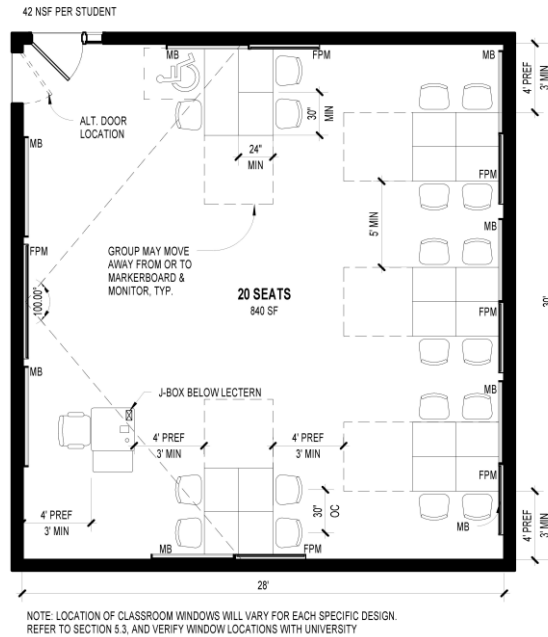 42 NSF PER STUDENT
MB
FPM
MB
4' PREF
3' MIN
ALT. DOOR
LOCATION
30"
MIN
24"
MIN
MB
FPM
MB
5' MIN
GROUP MAY MOVE
AWAY FROM OR TO
MARKERBOARD &
MONITOR, TYP.
FPM
100.00°
20 SEATS
840 SF
30'
FPM
MB
MB
J-BOX BELOW LECTERN
4' PREF
3' MIN
4' PREF
3' MIN
FPM
30"
OC
4' PREF
3' MIN
MB
4' PREF
3' MIN
MB
FPM
28'
NOTE: LOCATION OF CLASSROOM WINDOWS WILL VARY FOR EACH SPECIFIC DESIGN.
REFER TO SECTION 5.3, AND VERIFY WINDOW LOCATIONS WITH UNIVERSITY